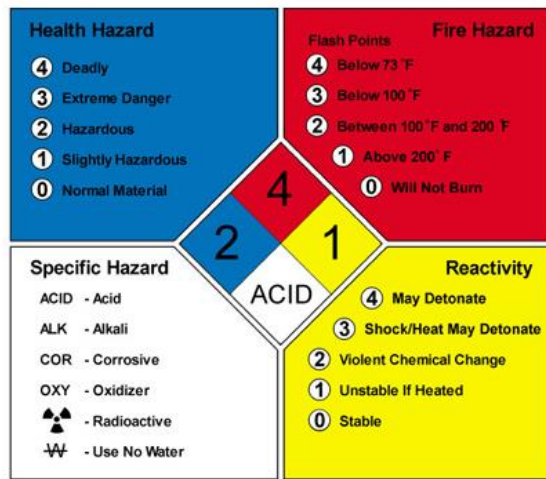 Health Hazard
4 Deadly
3 Extreme Danger
2 Hazardous
1 Slightly Hazardous
0 Normal Material
Fire Hazard
Flash Points
4 Below 73 °F
3 Below 100 °F
2 Between 100 °F and 200 °F
1 Above 200° F
0 Will Not Burn
4
2
1
ACID
Specific Hazard
ACID - Acid
ALK - Alkali
COR - Corrosive
OXY - Oxidizer
- Radioactive
W - Use No Water
Reactivity
4 May Detonate
3 Shock/Heat May Detonate
2 Violent Chemical Change
1 Unstable If Heated
0 Stable